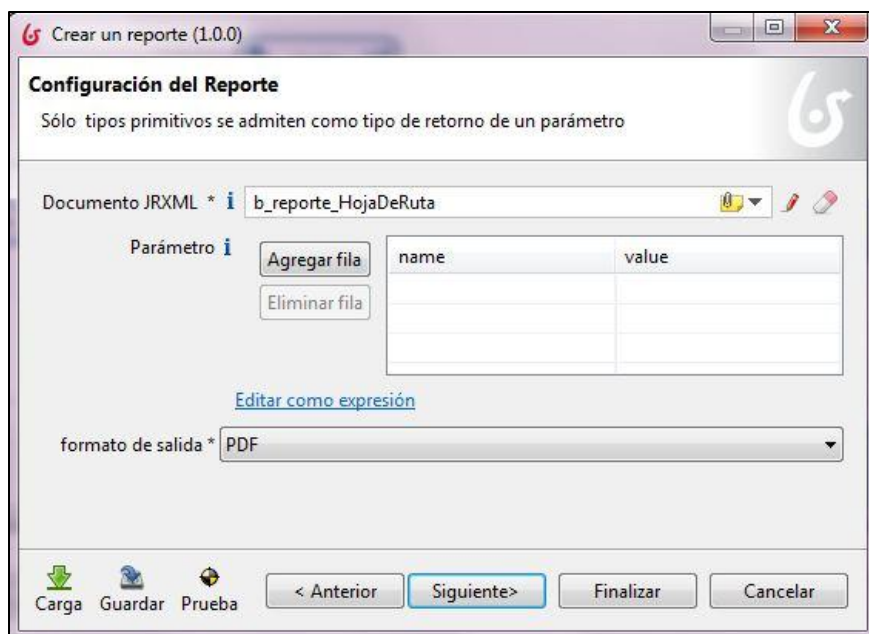 Crear un reporte (1.0.0)
Configuración del Reporte
Sólo tipos primitivos se admiten como tipo de retorno de un parámetro
Documento JRXML * i b_reporte_HojaDeRuta
Parámetro i Agregar fila name value
Eliminar fila
Editar como expresión
formato de salida * PDF
Carga Guardar Prueba < Anterior Siguiente> Finalizar Cancelar